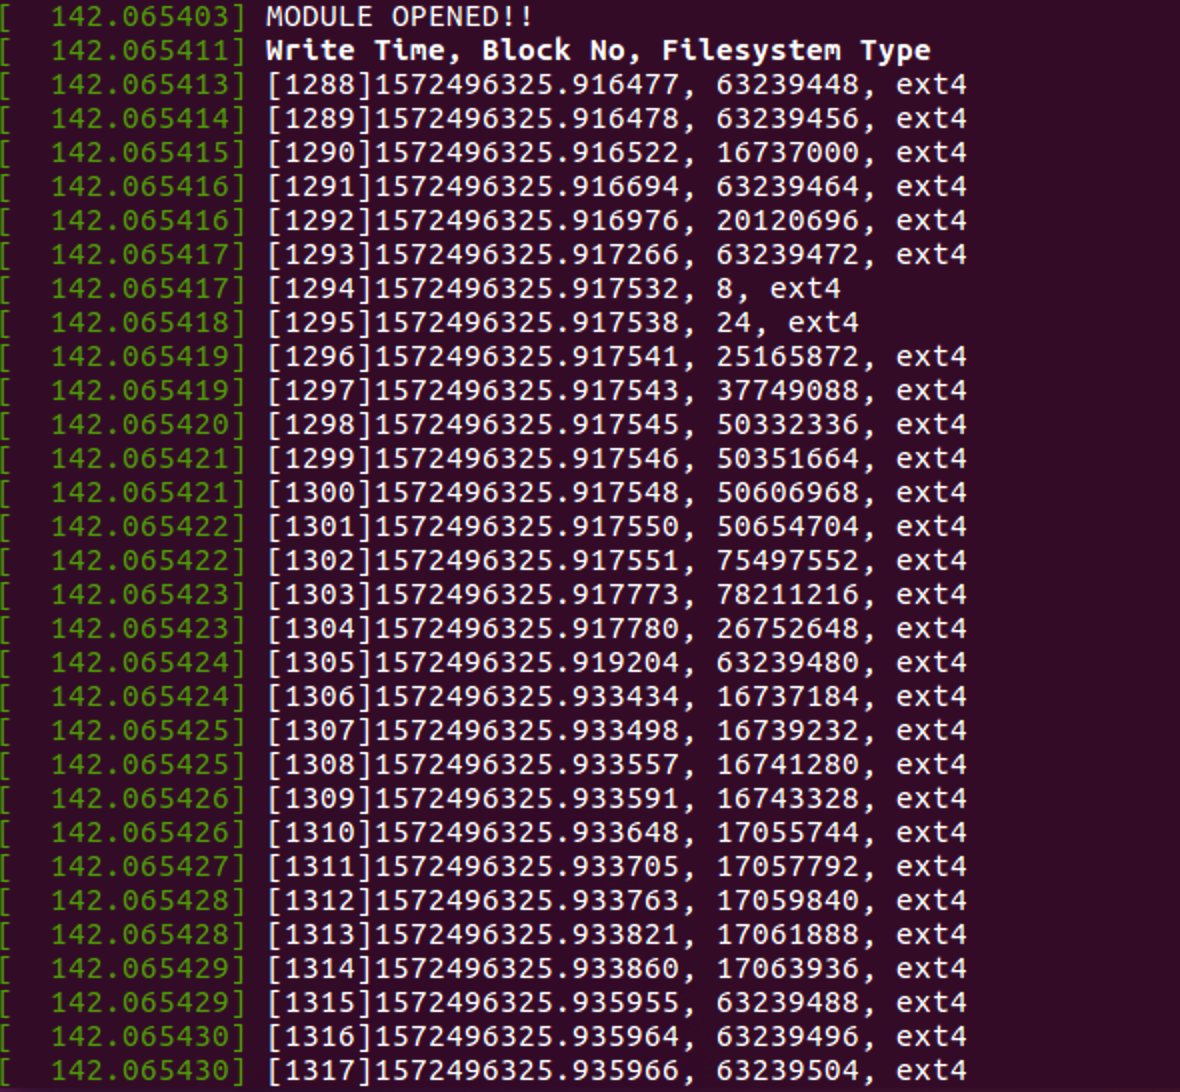 [  142.065403] MODULE OPENED!!
[  142.065411] Write Time, Block No, Filesystem Type
[  142.065413] [1288]1572496325.916477, 63239448, ext4
[  142.065414] [1289]1572496325.916478, 63239456, ext4
[  142.065415] [1290]1572496325.916522, 16737000, ext4
[  142.065416] [1291]1572496325.916694, 63239464, ext4
[  142.065416] [1292]1572496325.916976, 20120696, ext4
[  142.065417] [1293]1572496325.917266, 63239472, ext4
[  142.065417] [1294]1572496325.917532, 8, ext4
[  142.065418] [1295]1572496325.917538, 24, ext4
[  142.065419] [1296]1572496325.917541, 25165872, ext4
[  142.065419] [1297]1572496325.917543, 37749088, ext4
[  142.065420] [1298]1572496325.917545, 50332336, ext4
[  142.065421] [1299]1572496325.917546, 50351664, ext4
[  142.065421] [1300]1572496325.917548, 50606968, ext4
[  142.065422] [1301]1572496325.917550, 50654704, ext4
[  142.065422] [1302]1572496325.917551, 75497552, ext4
[  142.065423] [1303]1572496325.917773, 78211216, ext4
[  142.065423] [1304]1572496325.917780, 26752648, ext4
[  142.065424] [1305]1572496325.919204, 63239480, ext4
[  142.065424] [1306]1572496325.933434, 16737184, ext4
[  142.065425] [1307]1572496325.933498, 16739232, ext4
[  142.065425] [1308]1572496325.933557, 16741280, ext4
[  142.065426] [1309]1572496325.933591, 16743328, ext4
[  142.065426] [1310]1572496325.933648, 17055744, ext4
[  142.065427] [1311]1572496325.933705, 17057792, ext4
[  142.065428] [1312]1572496325.933763, 17059840, ext4
[  142.065428] [1313]1572496325.933821, 17061888, ext4
[  142.065429] [1314]1572496325.933860, 17063936, ext4
[  142.065429] [1315]1572496325.935955, 63239488, ext4
[  142.065430] [1316]1572496325.935964, 63239496, ext4
[  142.065430] [1317]1572496325.935966, 63239504, ext4